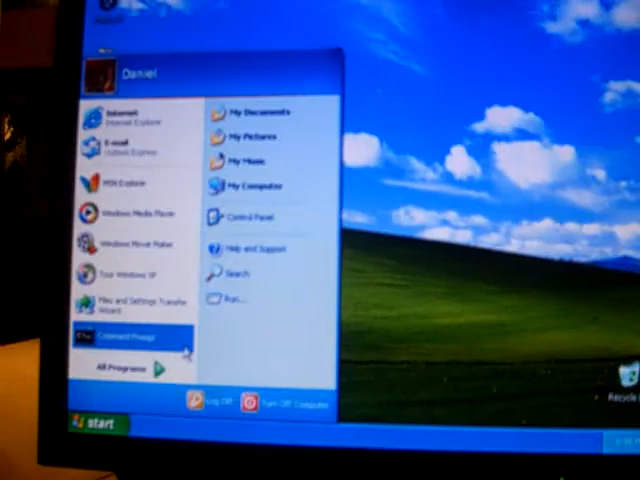 Daniel
Internet
Internet Explorer
E-mail
Outlook Express
MSN Explorer
Windows Media Player
Windows Movie Maker
Tour Windows XP
Files and Settings Transfer
Wizard
Command Prompt
All Programs
My Documents
My Pictures
My Music
My Computer
Control Panel
Help and Support
Search
Run...
Log Off
Turn Off Computer
start
Recycle